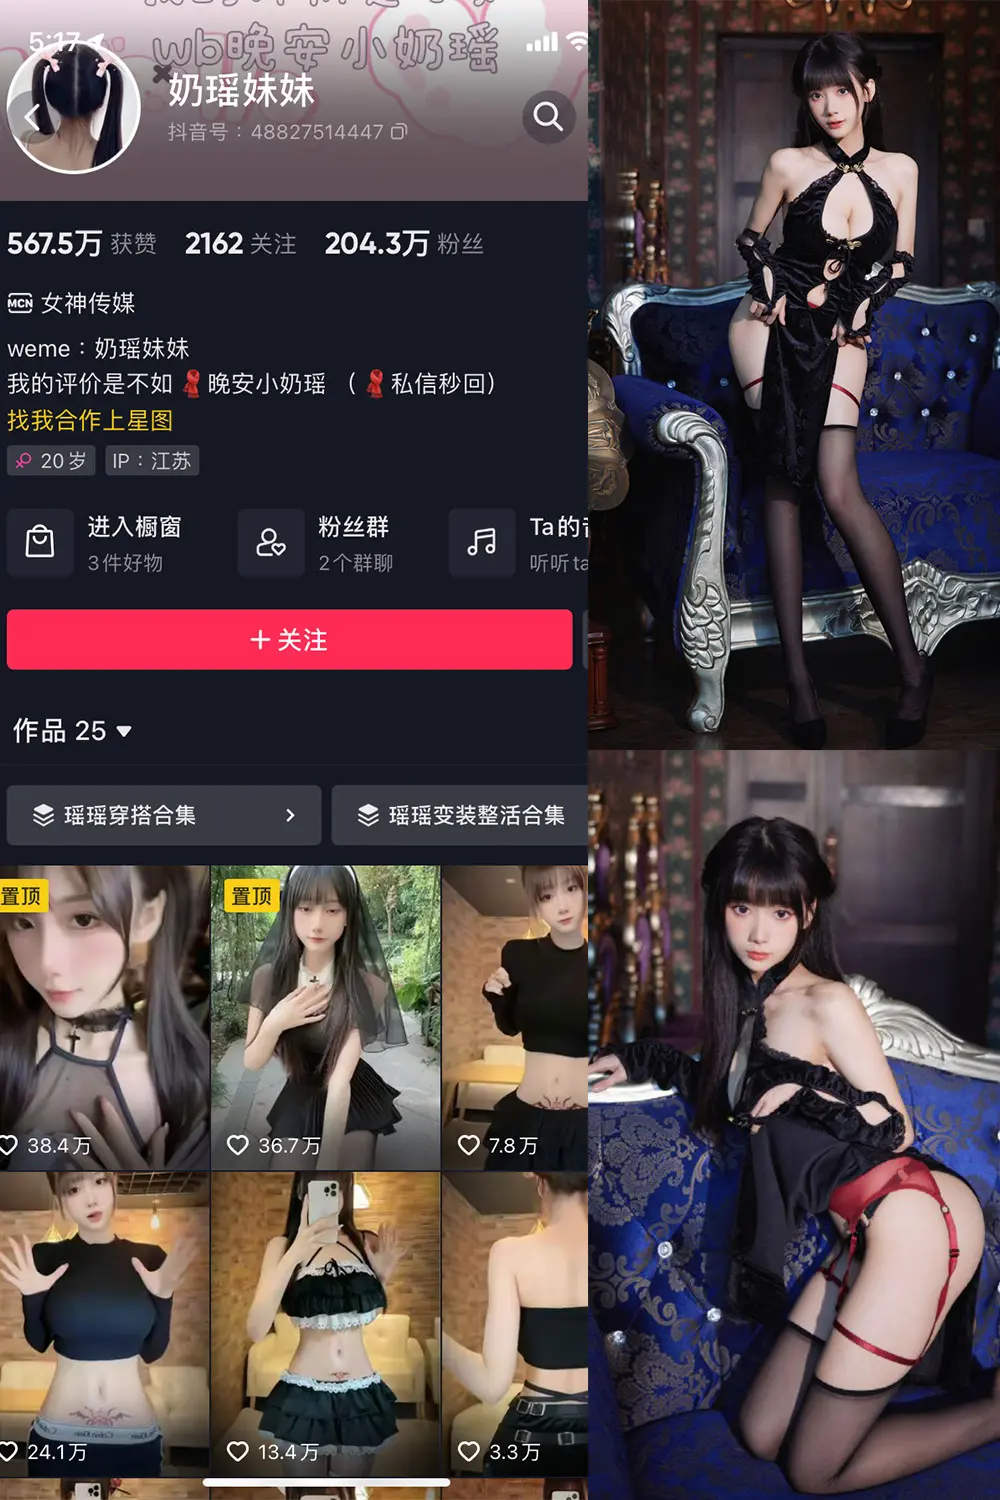 wb晚安小奶瑶
5:17
奶瑶妹妹
抖音号：48827514447
567.5万 获赞 2162 关注 204.3万 粉丝
MCN 女神传媒
weme：奶瑶妹妹
我的评价是不如 晚安小奶瑶 （ 私信秒回）
找我合作上星图
20岁 IP：江苏
进入橱窗
3件好物
粉丝群
2个群聊
Ta的
听听ta
+关注
作品 25
瑶瑶穿搭合集
瑶瑶变装整活合集
置顶
置顶
38.4万
36.7万
7.8万
24.1万
13.4万
3.3万